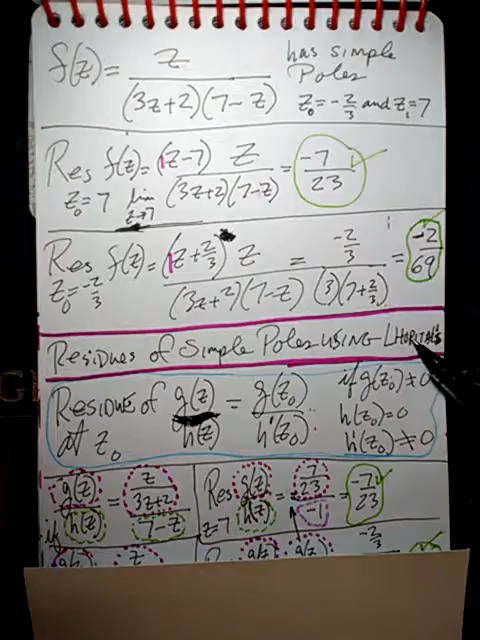 f(z) = z / (3z+2)(7-z) has simple Poles z₀ = -2/3 and z₁ = 7
Res f(z) = (z-7) z / (3z+2)(7-z) = -7/23
z₀ = 7 lim z→7
Res f(z) = (z+2/3) z / (3z+2)(7-z) = -2/3 / (3)(7+2/3) = -2/69
z₀ = -2/3
Residues of Simple Poles using L'Hopital's
Residue of g(z)/h(z) = g(z₀)/h'(z₀) if g(z₀) ≠ 0
at z₀ h(z₀) = 0
h'(z₀) ≠ 0
g(z)/h(z) = z/3z+2 / 7-z
if
Res g(z)/h(z) = 7/23 / -1 = -7/23
z=7
g(z) z
g(z) g(z) -2/3